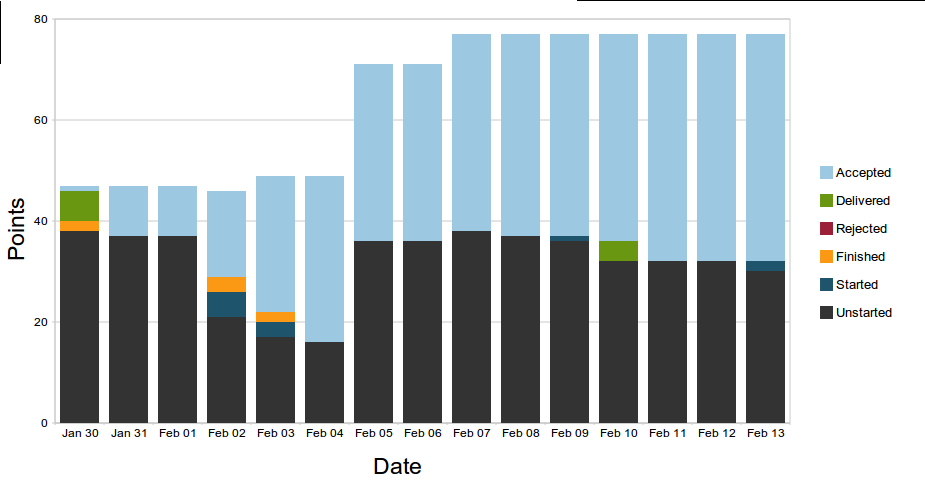 80
60
40
20
0
Points
Jan 30 Jan 31 Feb 01 Feb 02 Feb 03 Feb 04 Feb 05 Feb 06 Feb 07 Feb 08 Feb 09 Feb 10 Feb 11 Feb 12 Feb 13
Date
Accepted
Delivered
Rejected
Finished
Started
Unstarted